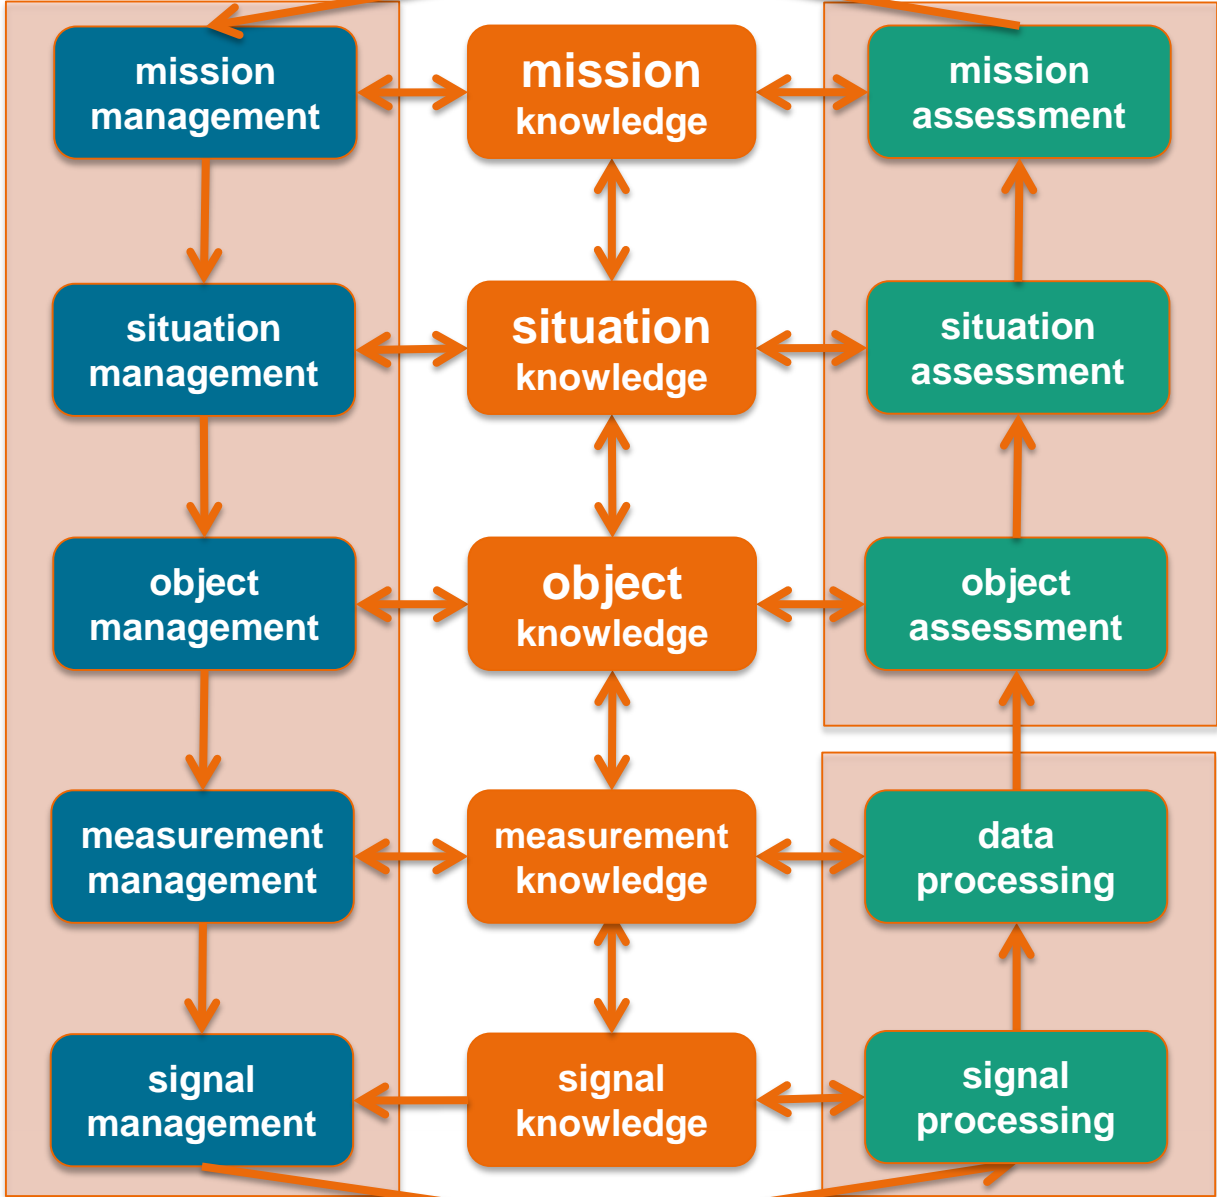 mission
management
mission
knowledge
mission
assessment
situation
management
situation
knowledge
situation
assessment
object
management
object
knowledge
object
assessment
measurement
management
measurement
knowledge
data
processing
signal
management
signal
knowledge
signal
processing